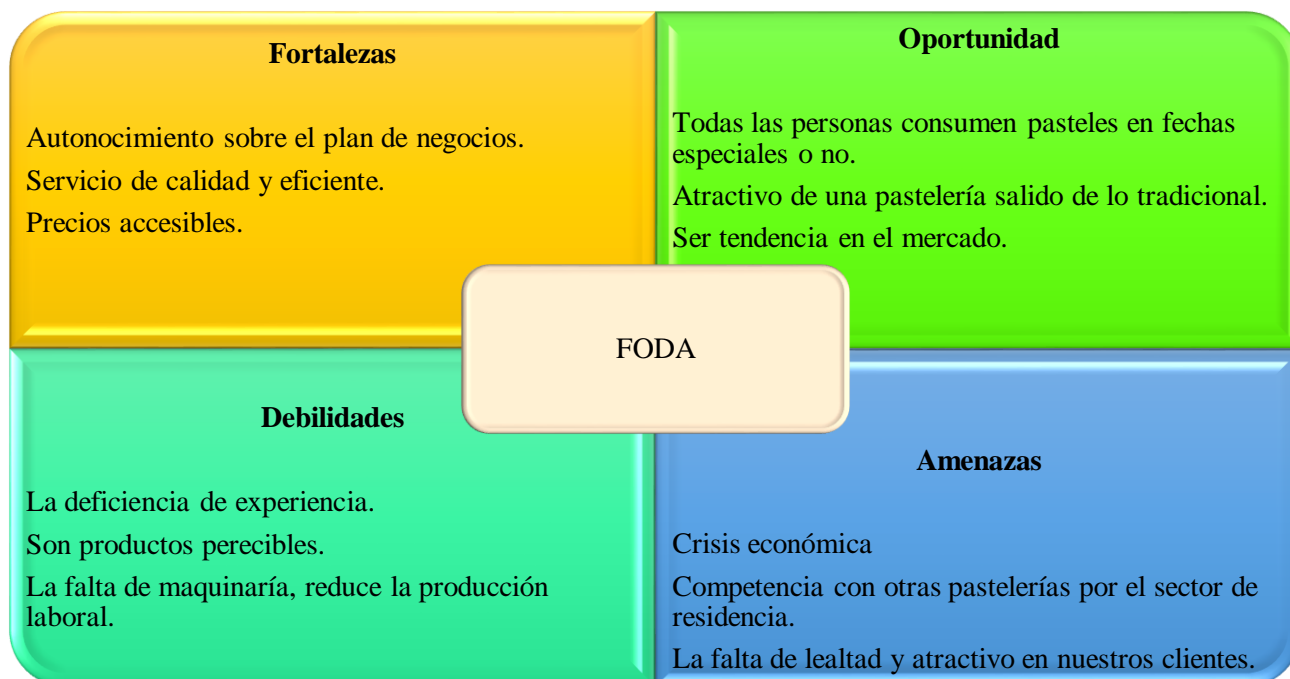 Fortalezas
Autonocimiento sobre el plan de negocios.
Servicio de calidad y eficiente.
Precios accesibles.
Oportunidad
Todas las personas consumen pasteles en fechas
especiales o no.
Atractivo de una pastelería salido de lo tradicional.
Ser tendencia en el mercado.
FODA
Debilidades
La deficiencia de experiencia.
Son productos perecibles.
La falta de maquinaría, reduce la producción
laboral.
Amenazas
Crisis económica
Competencia con otras pastelerías por el sector de
residencia.
La falta de lealtad y atractivo en nuestros clientes.